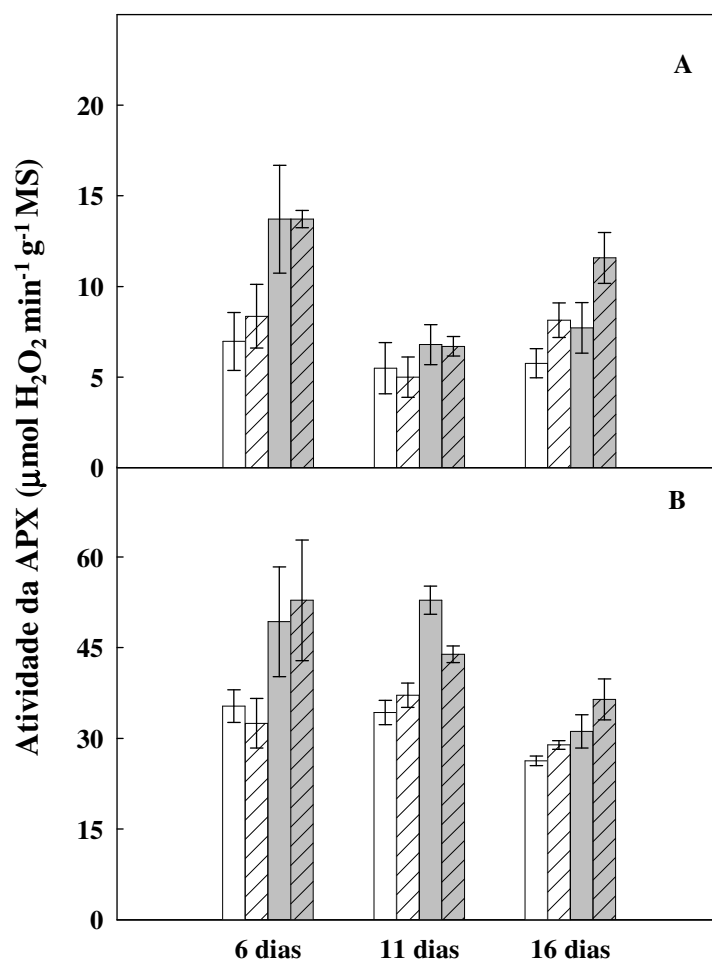 A
20
15
10
5
0
B
60
45
30
15
0
Atividade da APX (μmol H₂O₂ min⁻¹ g⁻¹ MS)
6 dias 11 dias 16 dias